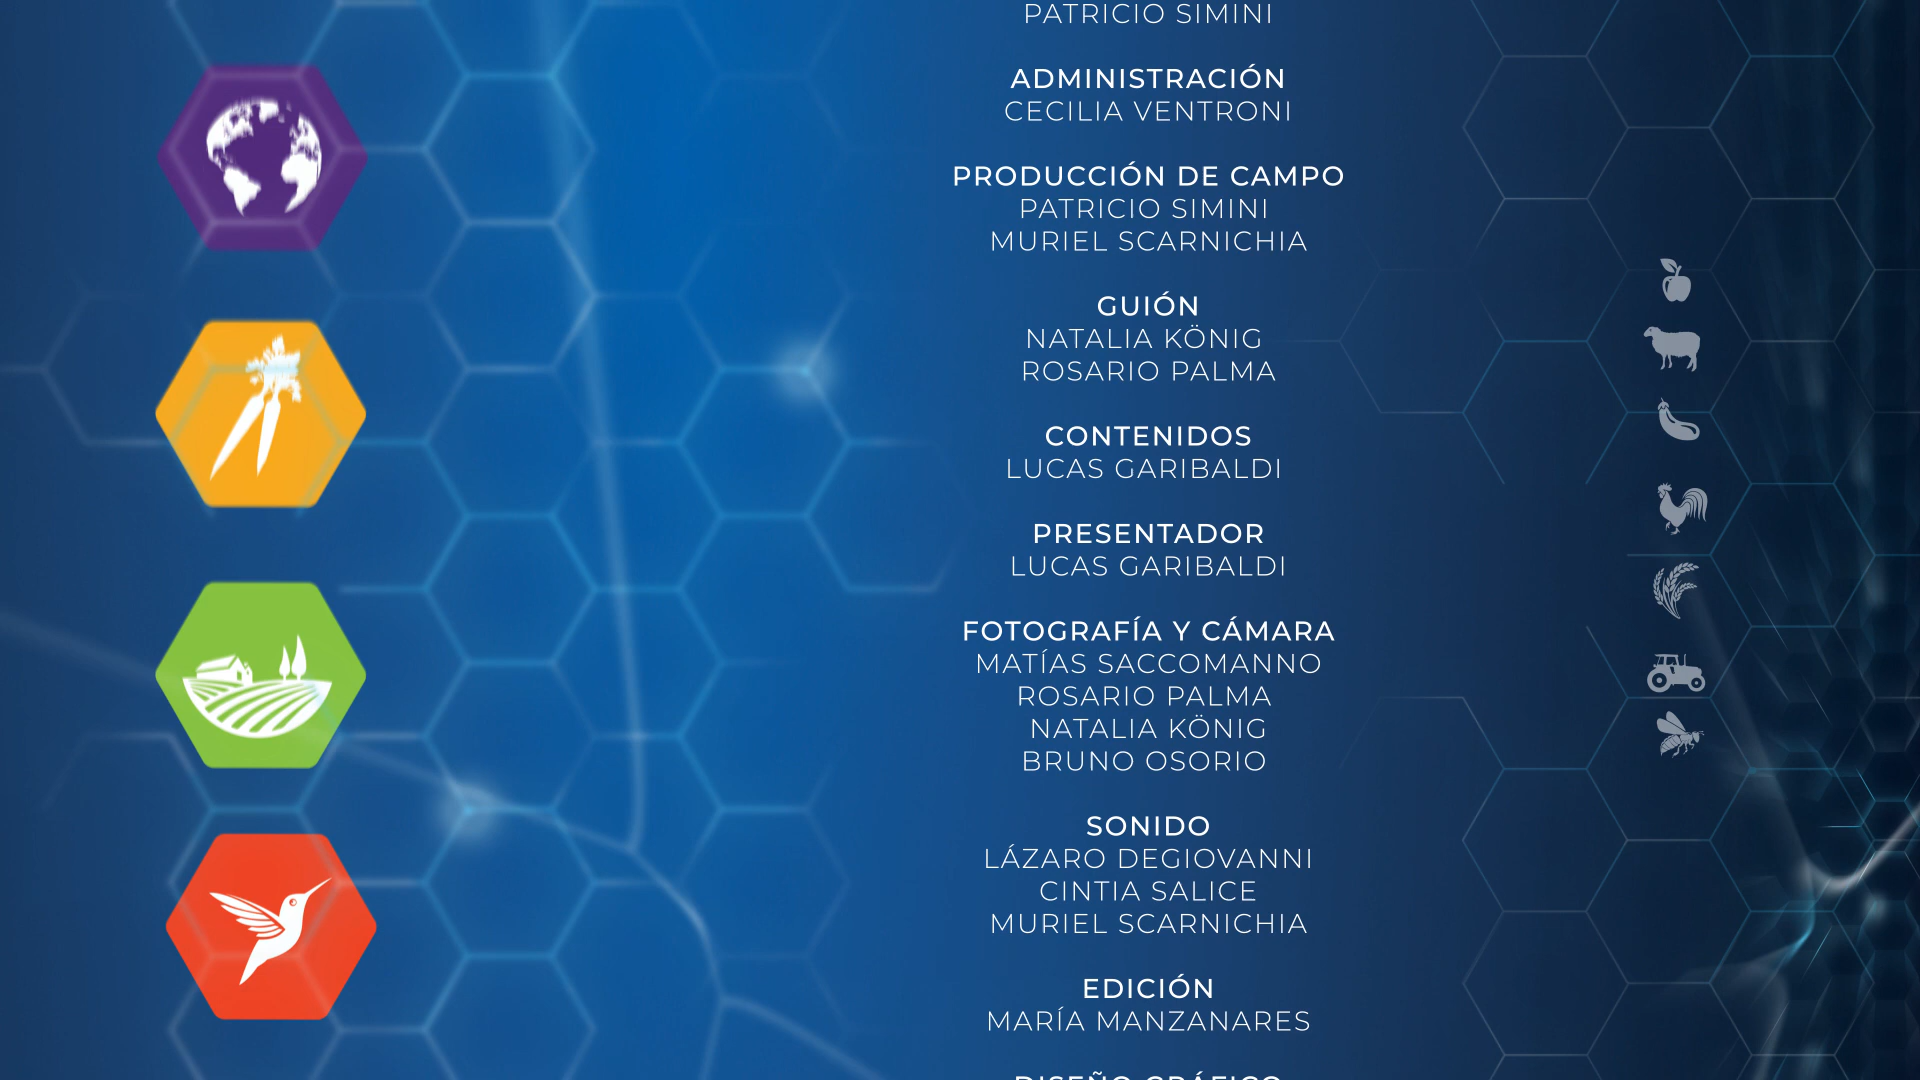 PATRICIO SIMINI
ADMINISTRACIÓN
CECILIA VENTRONI
PRODUCCIÓN DE CAMPO
PATRICIO SIMINI
MURIEL SCARNICHIA
GUIÓN
NATALIA KÖNIG
ROSARIO PALMA
CONTENIDOS
LUCAS GARIBALDI
PRESENTADOR
LUCAS GARIBALDI
FOTOGRAFÍA Y CÁMARA
MATÍAS SACCOMANNO
ROSARIO PALMA
NATALIA KÖNIG
BRUNO OSORIO
SONIDO
LÁZARO DEGIOVANNI
CINTIA SALICE
MURIEL SCARNICHIA
EDICIÓN
MARÍA MANZANARES
DISEÑO GRÁFICO